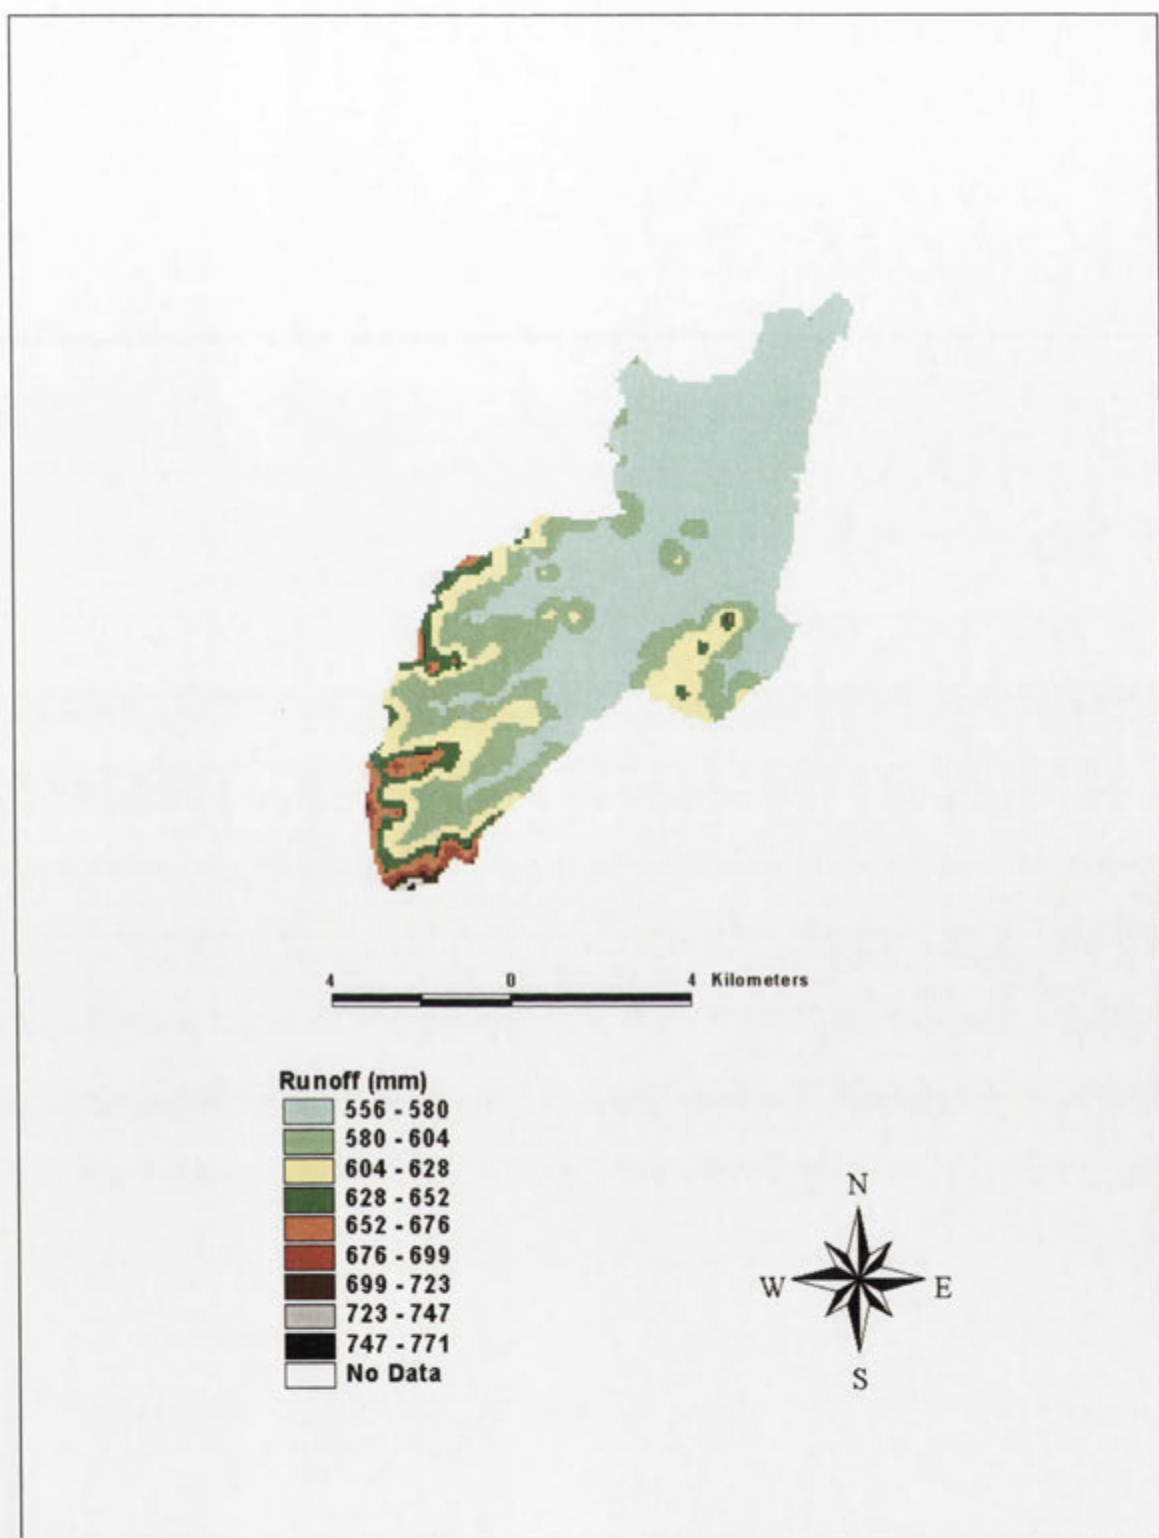 4 0 4 Kilometers
Runoff (mm)
556 - 580
580 - 604
604 - 628
628 - 652
652 - 676
676 - 699
699 - 723
723 - 747
747 - 771
No Data
N
W E
S